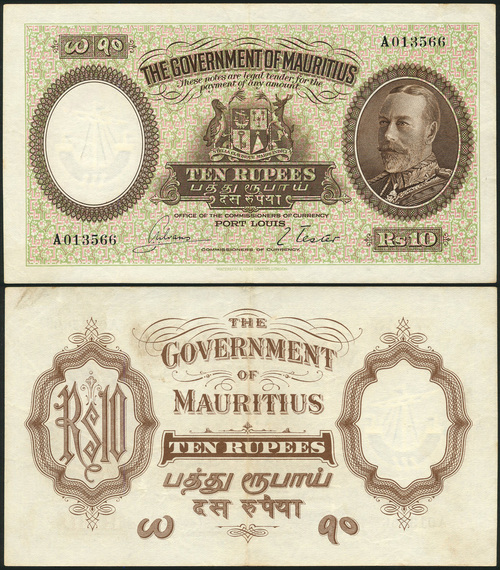 ௰ १०
A013566
THE GOVERNMENT OF MAURITIUS
These notes are legal tender for the
payment of any amount.
TEN RUPEES
பத்து ரூபாய்
दस रुपैया
OFFICE OF THE COMMISSIONERS OF CURRENCY
PORT LOUIS
A013566
COMMISSIONERS OF CURRENCY
Rs10
THE
GOVERNMENT
OF
MAURITIUS
Rs10
TEN RUPEES
பத்து ரூபாய்
दस रुपैया
௰ १०